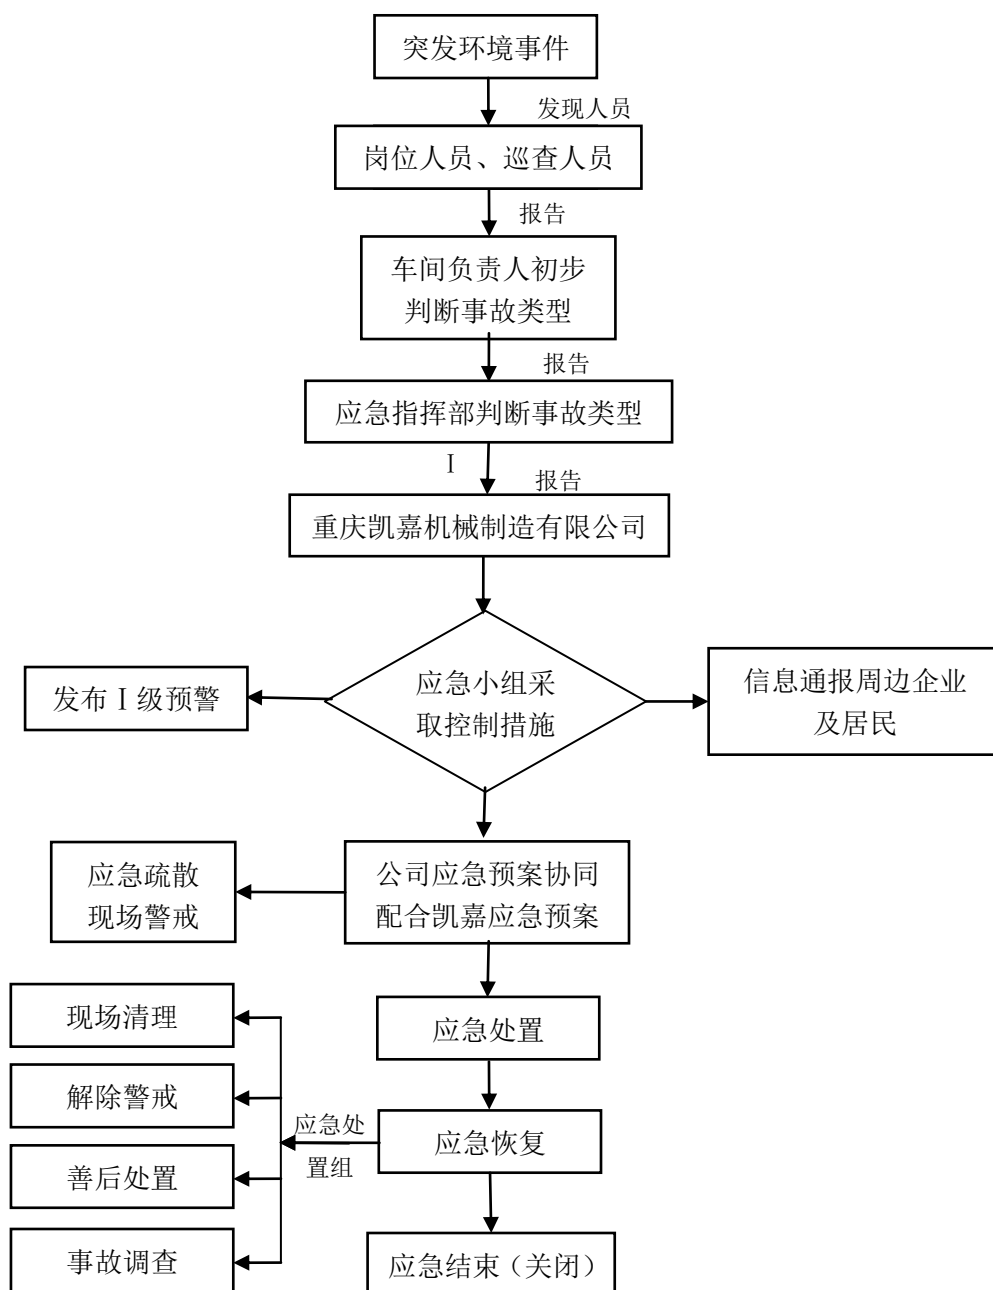 突发环境事件
发现人员
岗位人员、巡查人员
报告
车间负责人初步
判断事故类型
报告
应急指挥部判断事故类型
Ⅰ
报告
重庆凯嘉机械制造有限公司
发布Ⅰ级预警
应急小组采
取控制措施
信息通报周边企业
及居民
应急疏散
现场警戒
公司应急预案协同
配合凯嘉应急预案
现场清理
应急处置
解除警戒
应急处
置组
应急恢复
善后处置
事故调查
应急结束（关闭）